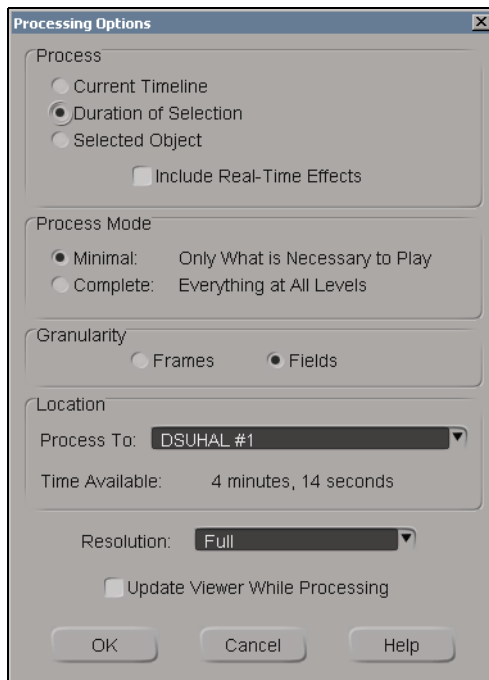 Processing Options
Process
Current Timeline
Duration of Selection
Selected Object
Include Real-Time Effects
Process Mode
Minimal: Only What is Necessary to Play
Complete: Everything at All Levels
Granularity
Frames Fields
Location
Process To: DSUHAL #1
Time Available: 4 minutes, 14 seconds
Resolution: Full
Update Viewer While Processing
OK Cancel Help